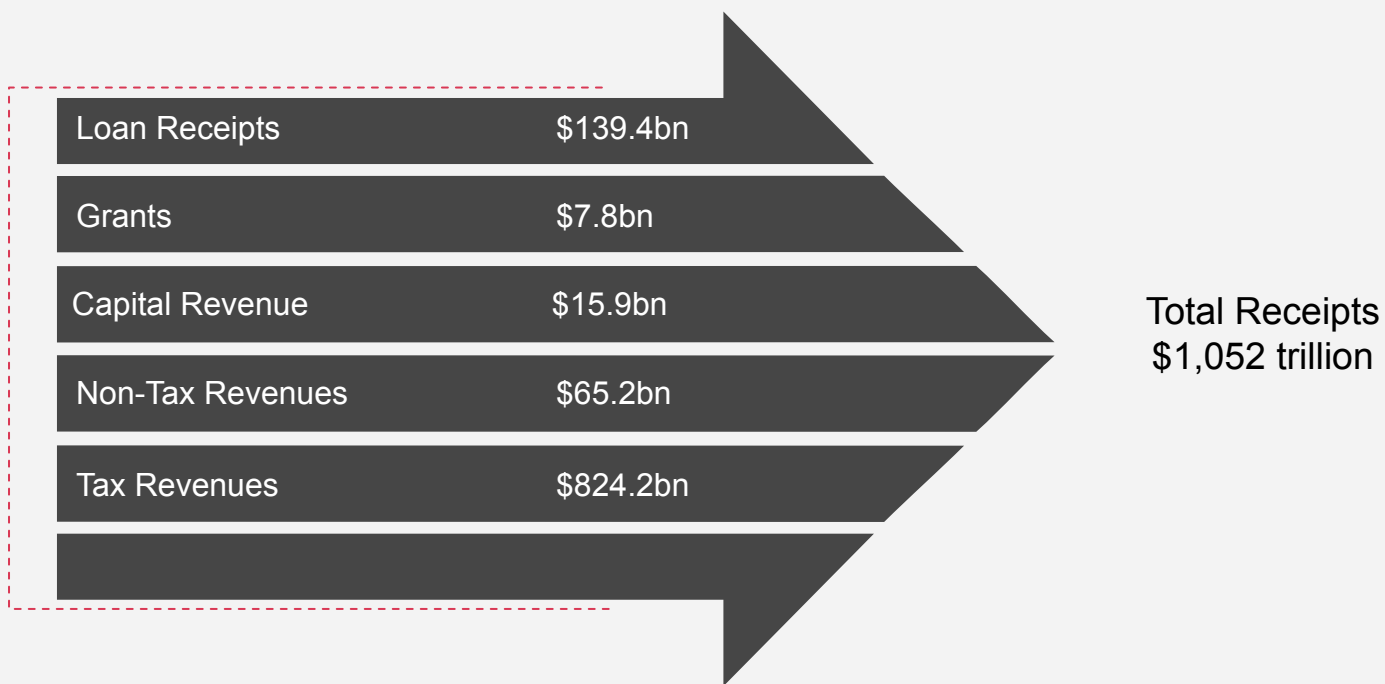 Loan Receipts $139.4bn
Grants $7.8bn
Capital Revenue $15.9bn
Non-Tax Revenues $65.2bn
Tax Revenues $824.2bn
Total Receipts
$1,052 trillion